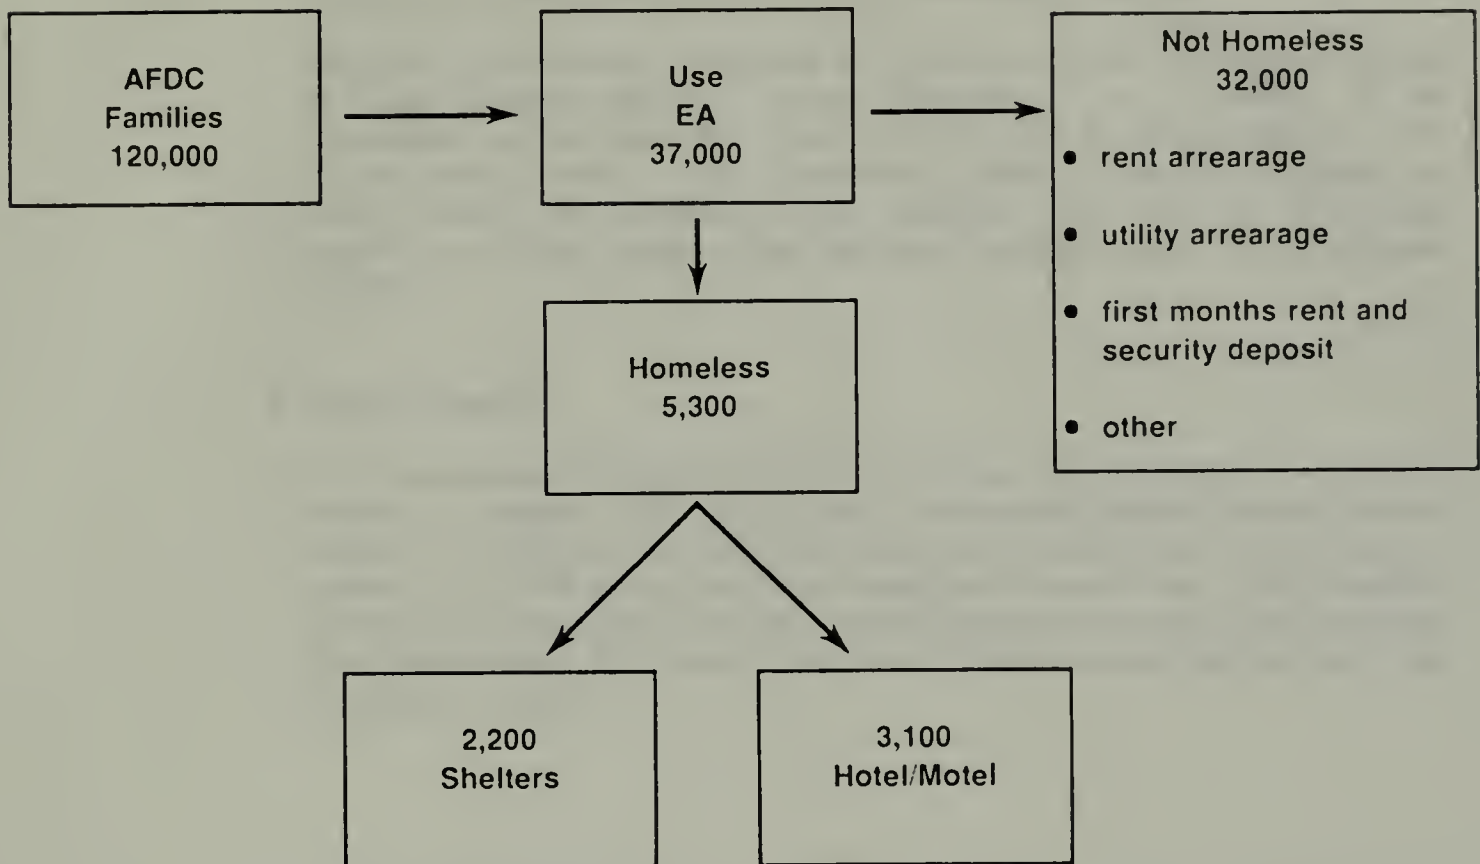 AFDC
Families
120,000
Use
EA
37,000
Not Homeless
32,000
• rent arrearage
• utility arrearage
• first months rent and
security deposit
• other
Homeless
5,300
2,200
Shelters
3,100
Hotel/Motel